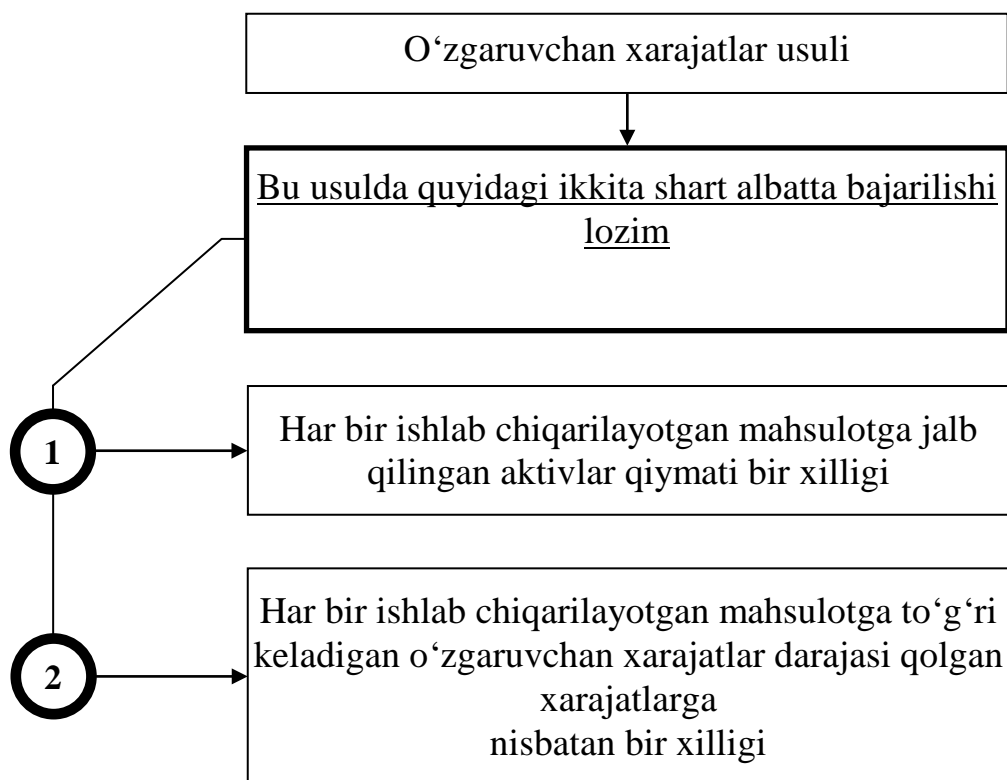 O‘zgaruvchan xarajatlar usuli
Bu usulda quyidagi ikkita shart albatta bajarilishi
lozim
1
Har bir ishlab chiqarilayotgan mahsulotga jalb
qilingan aktivlar qiymati bir xilligi
2
Har bir ishlab chiqarilayotgan mahsulotga to‘g‘ri
keladigan o‘zgaruvchan xarajatlar darajasi qolgan
xarajatlarga
nisbatan bir xilligi